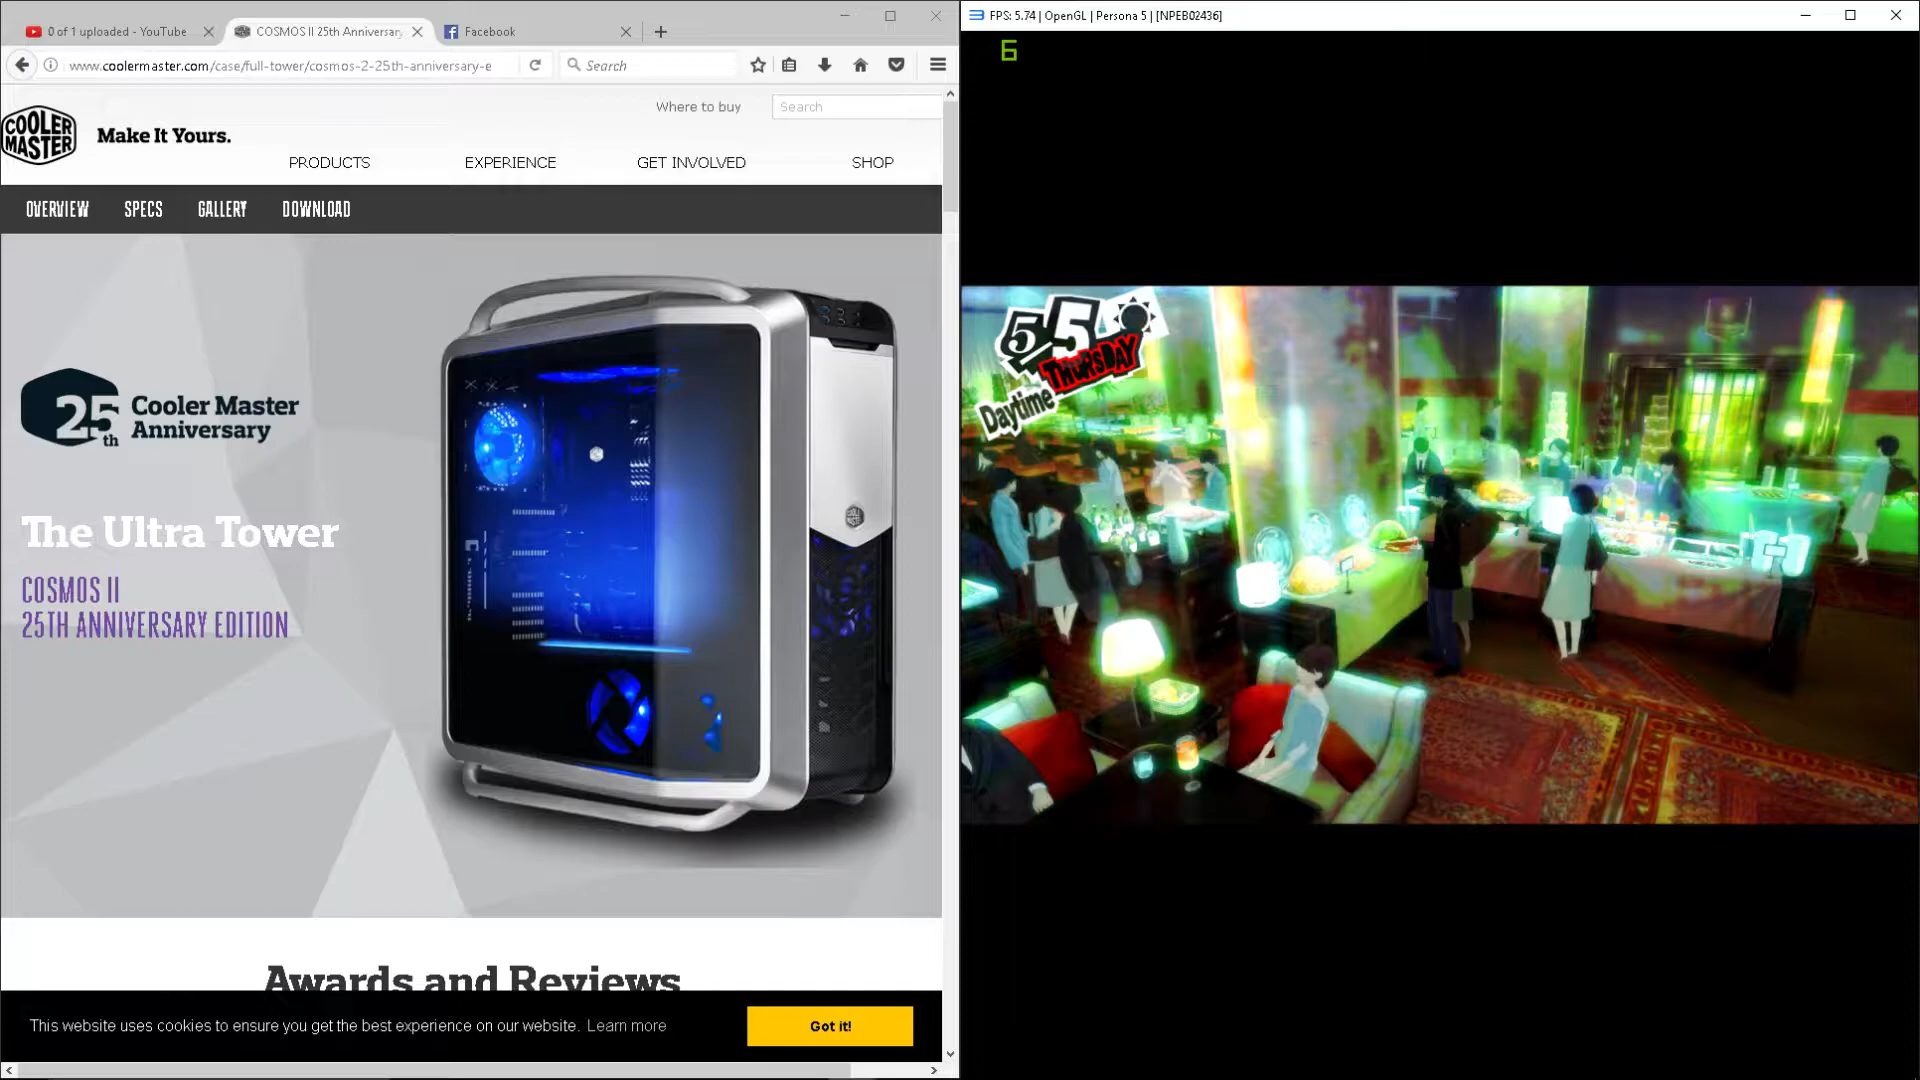 0 of 1 uploaded - YouTube
COSMOS II 25th Anniversary
Facebook
www.coolermaster.com/case/full-tower/cosmos-2-25th-anniversary-e
Search
Where to buy
Search
COOLER
MASTER
Make It Yours.
PRODUCTS
EXPERIENCE
GET INVOLVED
SHOP
OVERVIEW
SPECS
GALLERY
DOWNLOAD
25th
Cooler Master
Anniversary
The Ultra Tower
COSMOS II
25TH ANNIVERSARY EDITION
Awards and Reviews
This website uses cookies to ensure you get the best experience on our website. Learn more
Got it!
FPS: 5.74 | OpenGL | Persona 5 | [NPEB02436]
6
5/5
THURSDAY
Daytime